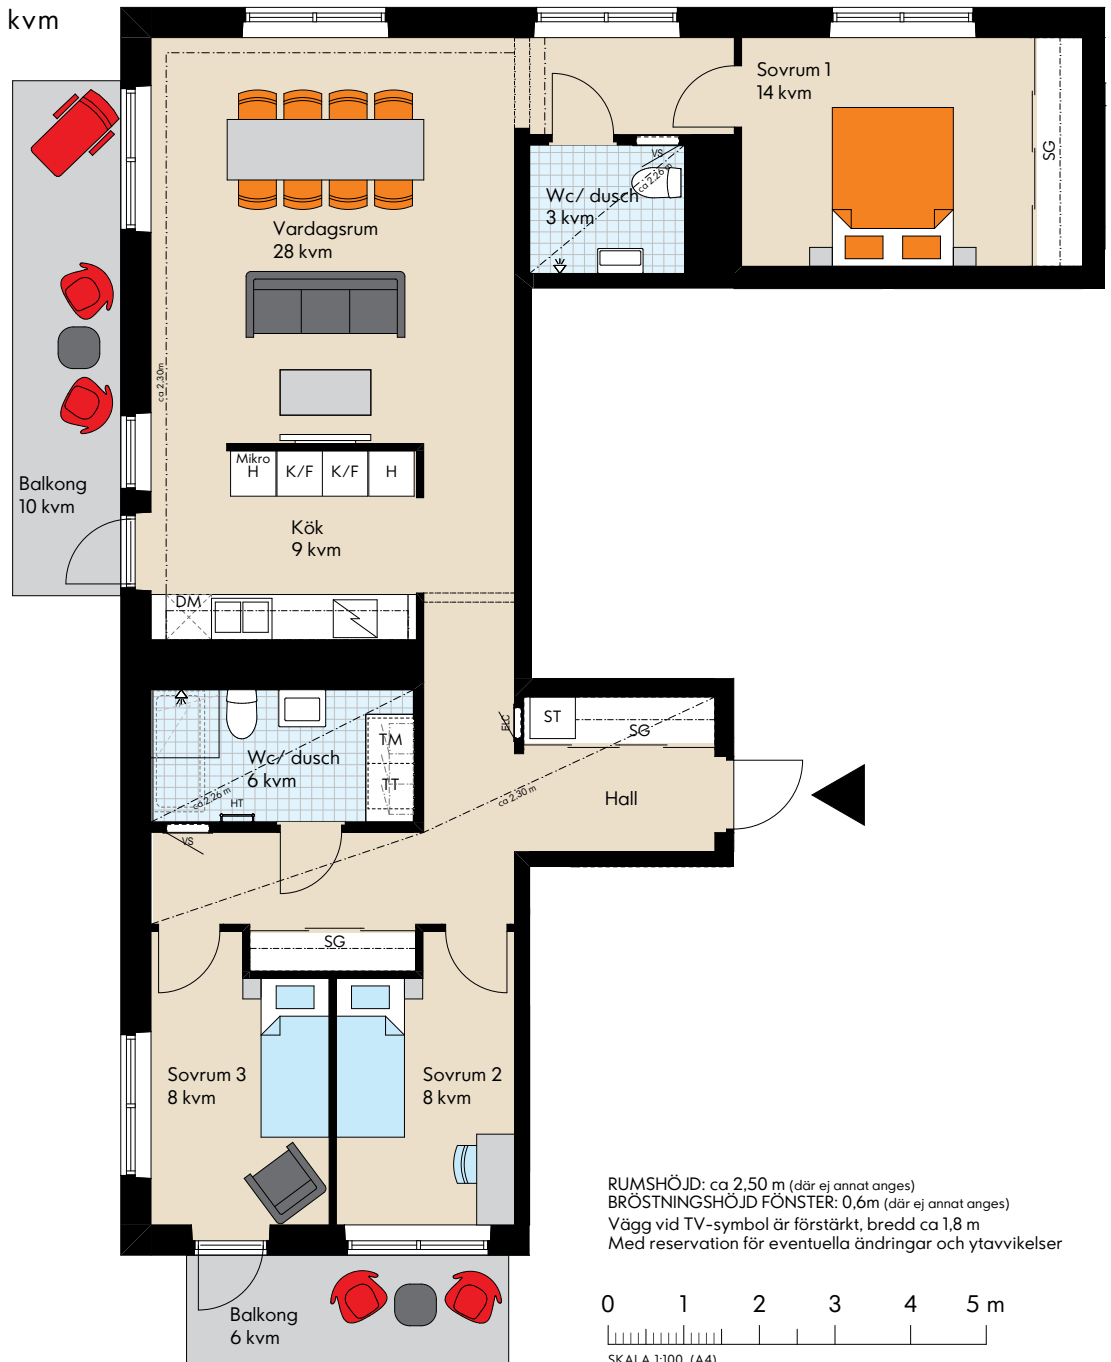 kvm
Sovrum 1
14 kvm
SG
VS
ca 2.26 m
Wc/ dusch
3 kvm
Vardagsrum
28 kvm
ca 2,30m
Balkong
10 kvm
Mikro
H
K/F
K/F
H
Kök
9 kvm
DM
ELC
ST
SG
Wc/ dusch
6 kvm
TM
TT
ca 2.26 m
HT
VS
ca 2.30 m
Hall
SG
Sovrum 3
8 kvm
Sovrum 2
8 kvm
Balkong
6 kvm
RUMSHÖJD: ca 2,50 m (där ej annat anges)
BRÖSTNINGSHÖJD FÖNSTER: 0,6m (där ej annat anges)
Vägg vid TV-symbol är förstärkt, bredd ca 1,8 m
Med reservation för eventuella ändringar och ytavvikelser
0 1 2 3 4 5 m
SKALA 1:100 (A4)